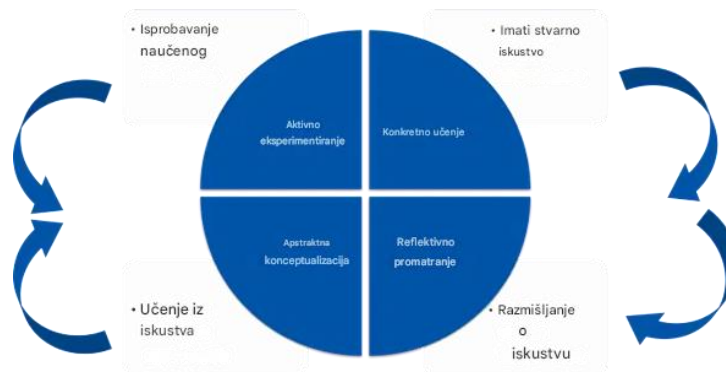 • Isprobavanje
naučenog
• Imati stvarno
iskustvo
Aktivno
eksperimentiranje
Konkretno učenje
Apstraktna
konceptualizacija
Reflektivno
promatranje
• Učenje iz
iskustva
• Razmišljanje
o
iskustvu